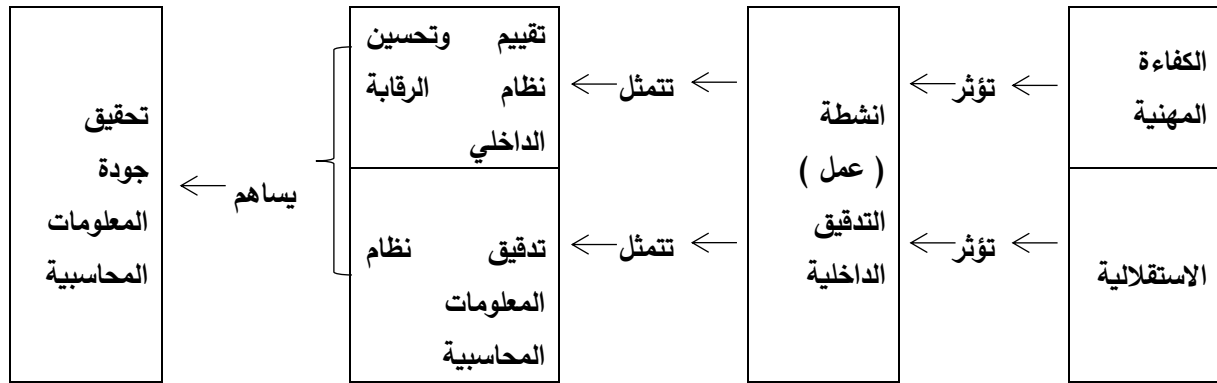 الكفاءة
المهنية
الاستقلالية
تؤثر
تؤثر
انشطة
( عمل )
التدقيق
الداخلية
تتمثل
تتمثل
تقييم وتحسين
نظام الرقابة
الداخلي
تدقيق نظام
المعلومات
المحاسبية
يساهم
تحقيق
جودة
المعلومات
المحاسبية